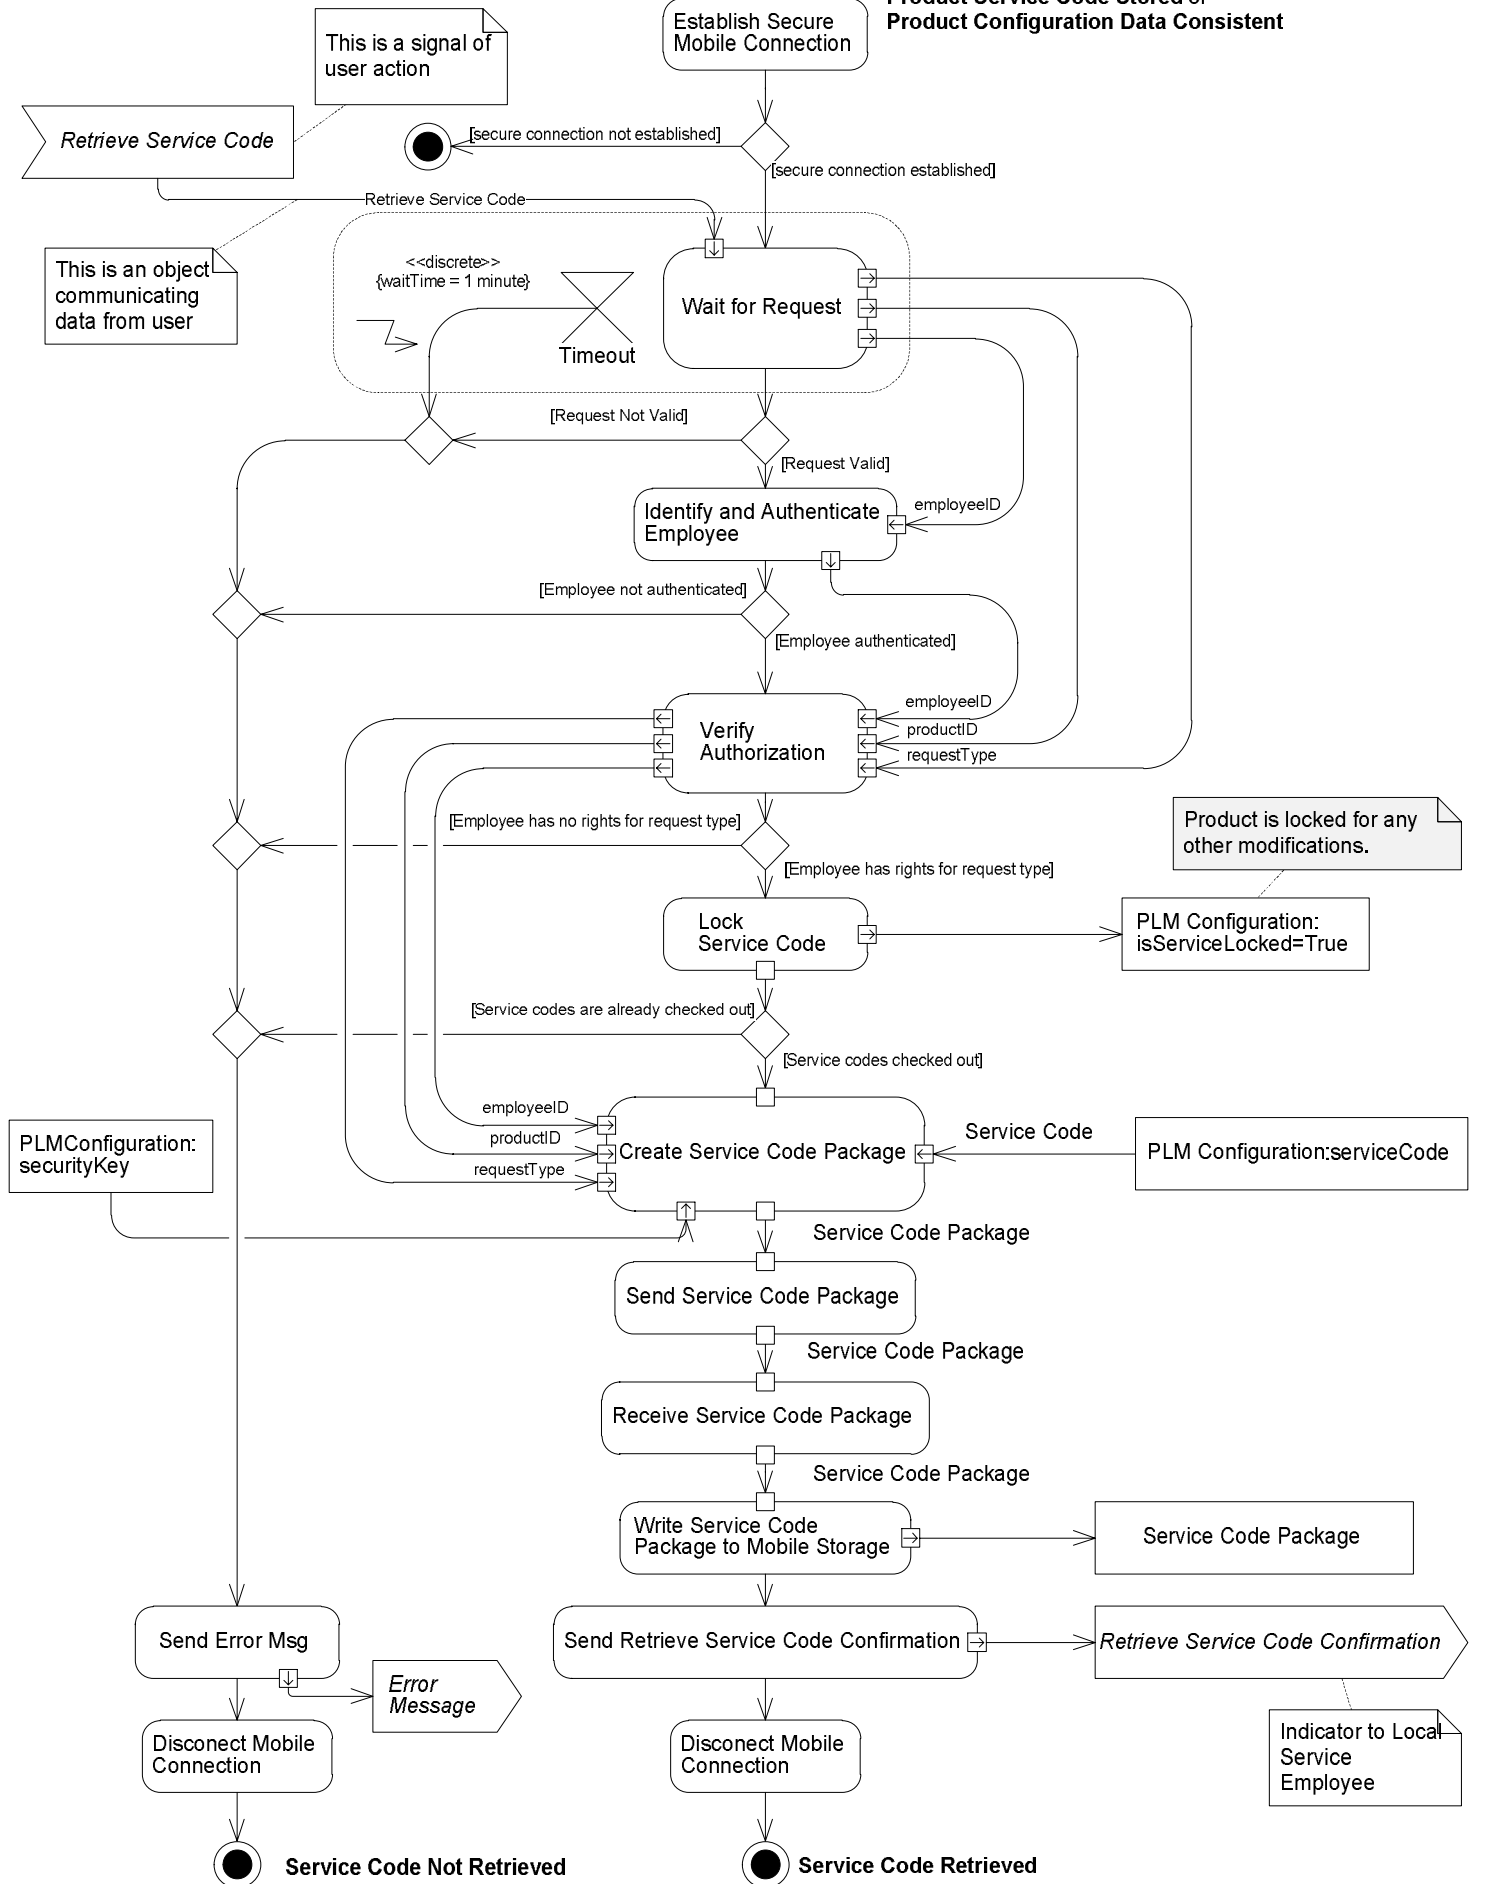 Product Service Code Stored or
Product Configuration Data Consistent
Establish Secure
Mobile Connection
This is a signal of
user action
Retrieve Service Code
[secure connection not established]
[secure connection established]
Retrieve Service Code
This is an object
communicating
data from user
<<discrete>>
{waitTime = 1 minute}
Timeout
Wait for Request
[Request Not Valid]
[Request Valid]
Identify and Authenticate
Employee
employeeID
[Employee not authenticated]
[Employee authenticated]
Verify
Authorization
employeeID
productID
requestType
[Employee has no rights for request type]
[Employee has rights for request type]
Product is locked for any
other modifications.
Lock
Service Code
PLM Configuration:
isServiceLocked=True
[Service codes are already checked out]
[Service codes checked out]
employeeID
productID
requestType
PLMConfiguration:
securityKey
Create Service Code Package
Service Code
PLM Configuration:serviceCode
Service Code Package
Send Service Code Package
Service Code Package
Receive Service Code Package
Service Code Package
Write Service Code
Package to Mobile Storage
Service Code Package
Send Error Msg
Send Retrieve Service Code Confirmation
Retrieve Service Code Confirmation
Error
Message
Disconect Mobile
Connection
Disconect Mobile
Connection
Indicator to Local
Service
Employee
Service Code Not Retrieved
Service Code Retrieved